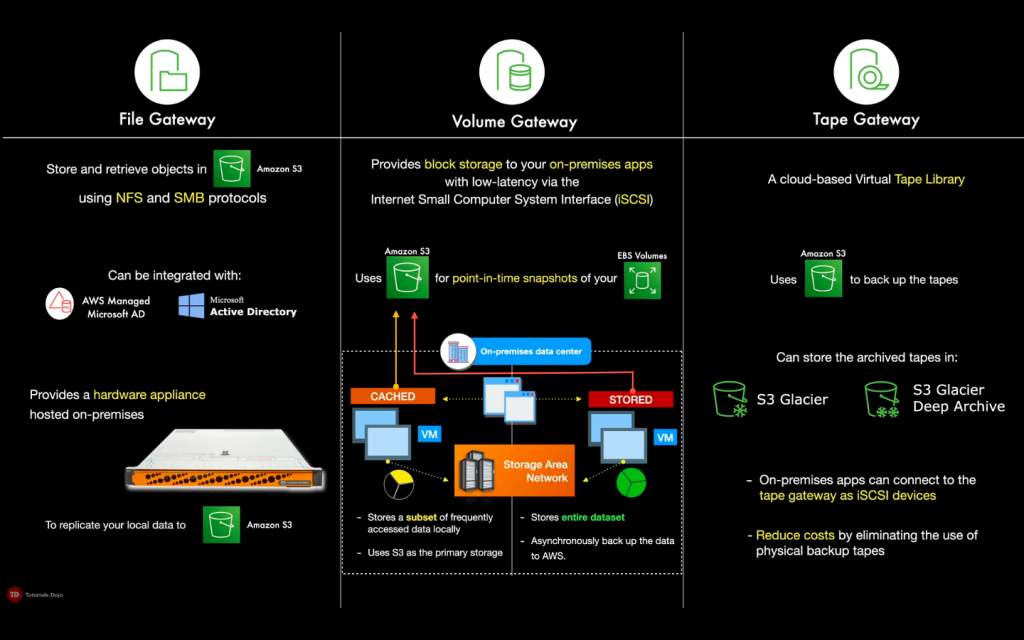 File Gateway
Store and retrieve objects in Amazon S3
using NFS and SMB protocols
Can be integrated with:
AWS Managed
Microsoft AD
Microsoft
Active Directory
Provides a hardware appliance
hosted on-premises
To replicate your local data to Amazon S3
TD Tutorials Dojo
Volume Gateway
Provides block storage to your on-premises apps
with low-latency via the
Internet Small Computer System Interface (iSCSI)
Amazon S3
EBS Volumes
Uses for point-in-time snapshots of your
On-premises data center
CACHED
STORED
VM
VM
Storage Area
Network
- Stores a subset of frequently
accessed data locally
- Uses S3 as the primary storage
- Stores entire dataset
- Asynchronously back up the data
to AWS.
Tape Gateway
A cloud-based Virtual Tape Library
Amazon S3
Uses to back up the tapes
Can store the archived tapes in:
S3 Glacier
S3 Glacier
Deep Archive
- On-premises apps can connect to the
tape gateway as iSCSI devices
- Reduce costs by eliminating the use of
physical backup tapes